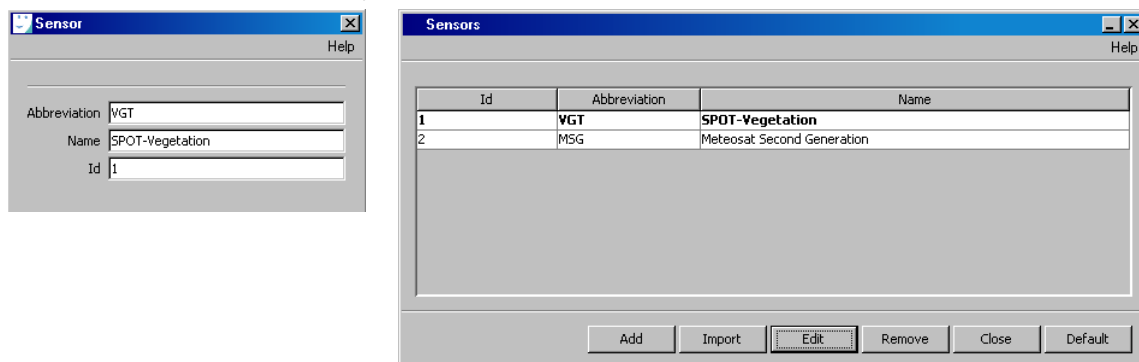 Sensor
Help
Abbreviation VGT
Name SPOT-Vegetation
Id 1
Sensors
Help
Id Abbreviation Name
1 VGT SPOT-Vegetation
2 MSG Meteosat Second Generation
Add Import Edit Remove Close Default